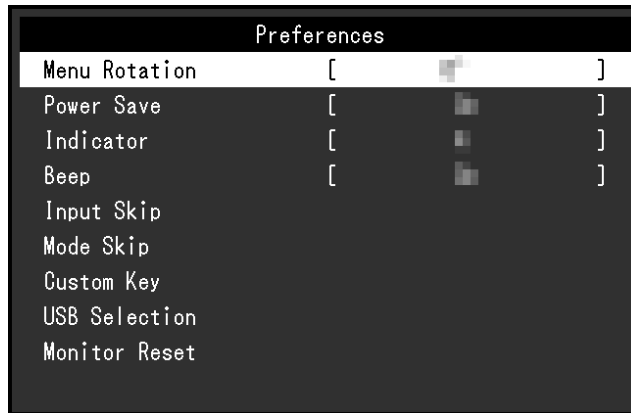 Preferences
Menu Rotation [ ]
Power Save [ ]
Indicator [ ]
Beep [ ]
Input Skip
Mode Skip
Custom Key
USB Selection
Monitor Reset